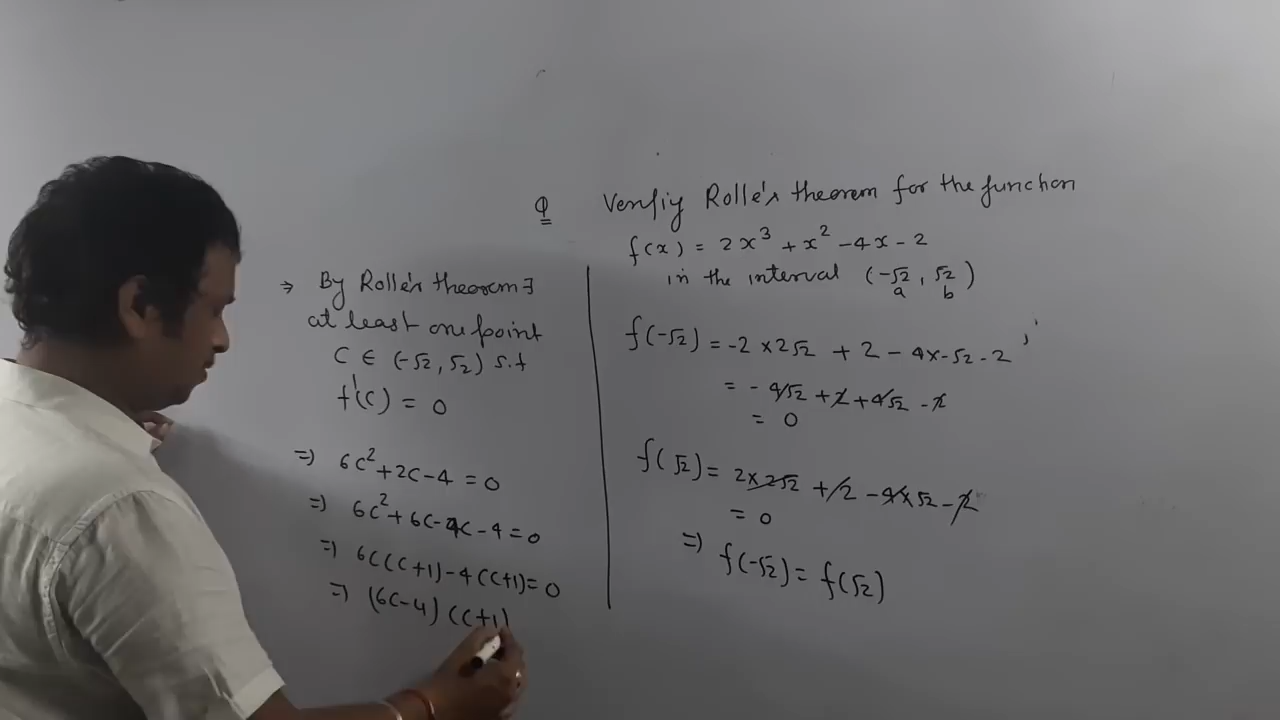 Q Verifiy Rolle's theorem for the function
f(x) = 2x³ + x² - 4x - 2
in the interval (-√2, √2)
a b
f(-√2) = -2 × 2√2 + 2 - 4x-√2 - 2
= - 4√2 + 2 + 4√2 - 2
= 0
f(√2) = 2 × 2√2 + 2 - 4x√2 - 2
= 0
⇒ f(-√2) = f(√2)
⇒ By Rolle's theorem ∃
at least one point
C ∈ (-√2, √2) s.t
f'(C) = 0
⇒ 6C² + 2C - 4 = 0
⇒ 6C² + 6C - 4C - 4 = 0
⇒ 6C(C+1) - 4(C+1) = 0
⇒ (6C-4)(C+1)